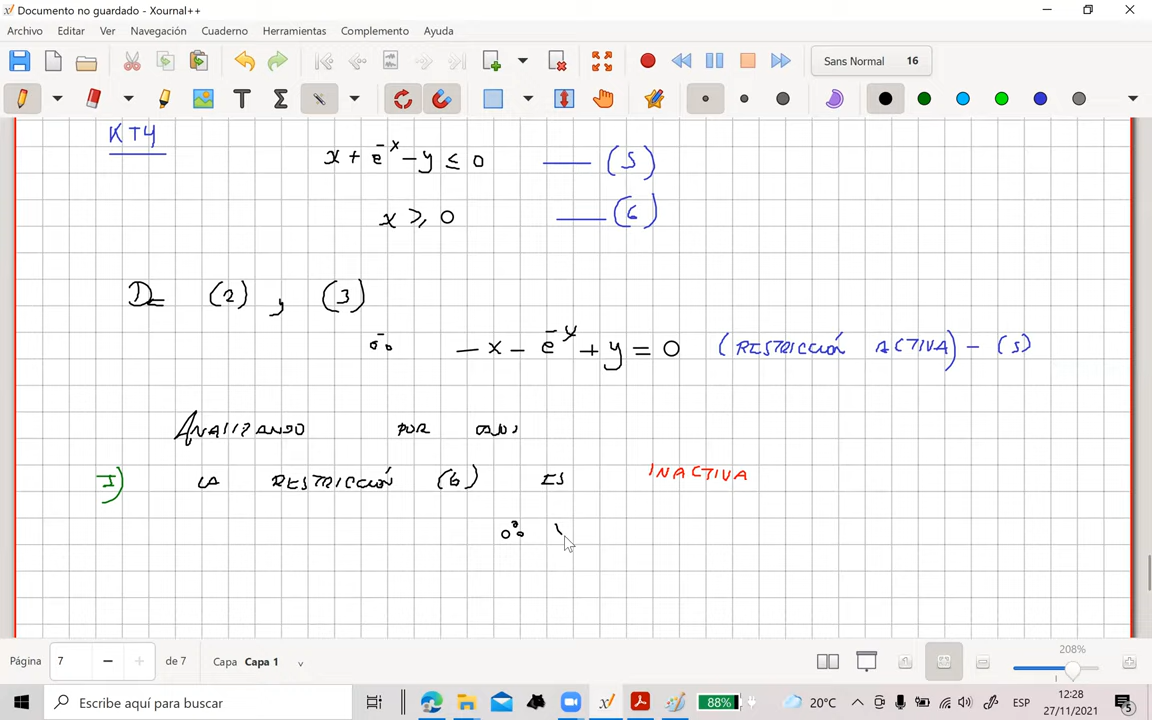 Documento no guardado - Xournal++
Archivo Editar Ver Navegación Cuaderno Herramientas Complemento Ayuda
Sans Normal 16
KT4
x + e^-x - y ≤ 0 —— (5)
x ≥ 0 —— (6)
De (2) y (3)
-x - e^-x + y = 0 (RESTRICCIÓN ACTIVA) - (5)
ANALIZANDO POR CASOS
I) LA RESTRICCIÓN (6) ES INACTIVA
Página 7 de 7 Capa Capa 1
208%
Escribe aquí para buscar
88%
20°C
ESP
12:28
27/11/2021
5